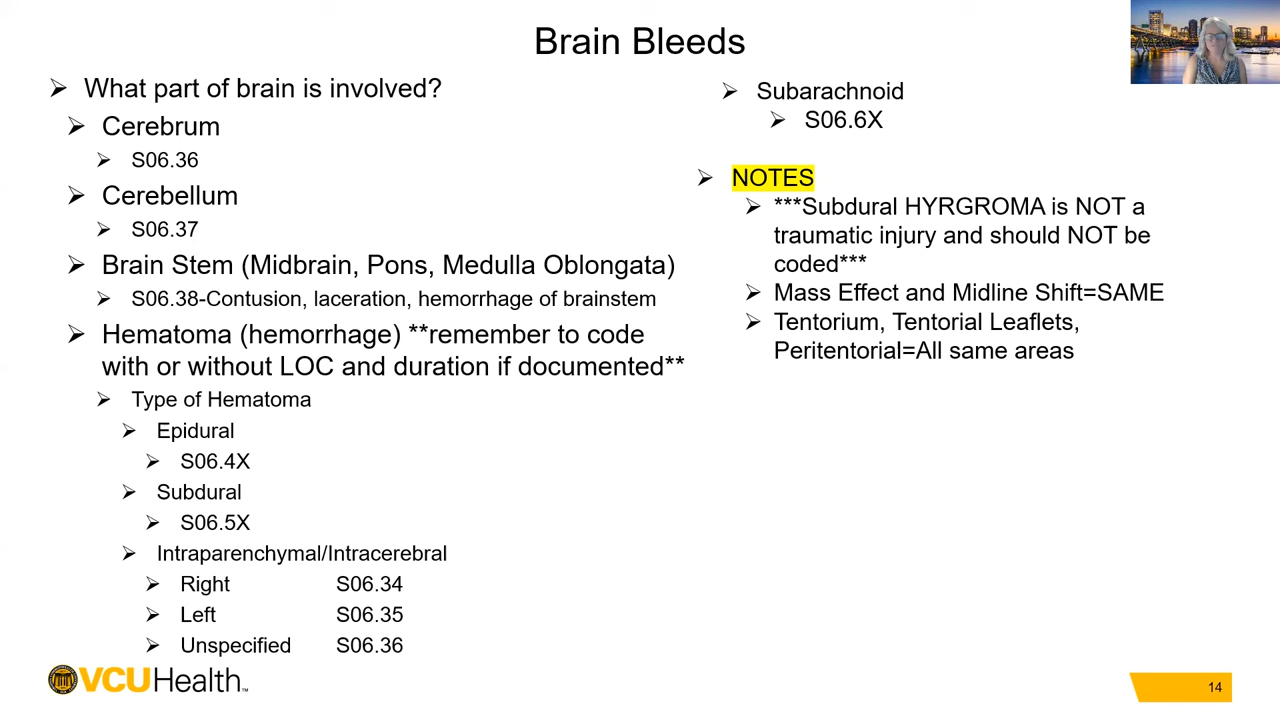 Brain Bleeds
What part of brain is involved?
Cerebrum
S06.36
Cerebellum
S06.37
Brain Stem (Midbrain, Pons, Medulla Oblongata)
S06.38-Contusion, laceration, hemorrhage of brainstem
Hematoma (hemorrhage) **remember to code
with or without LOC and duration if documented**
Type of Hematoma
Epidural
S06.4X
Subdural
S06.5X
Intraparenchymal/Intracerebral
Right S06.34
Left S06.35
Unspecified S06.36
Subarachnoid
S06.6X
NOTES
***Subdural HYRGROMA is NOT a
traumatic injury and should NOT be
coded***
Mass Effect and Midline Shift=SAME
Tentorium, Tentorial Leaflets,
Peritentorial=All same areas
VCUHealth™
14